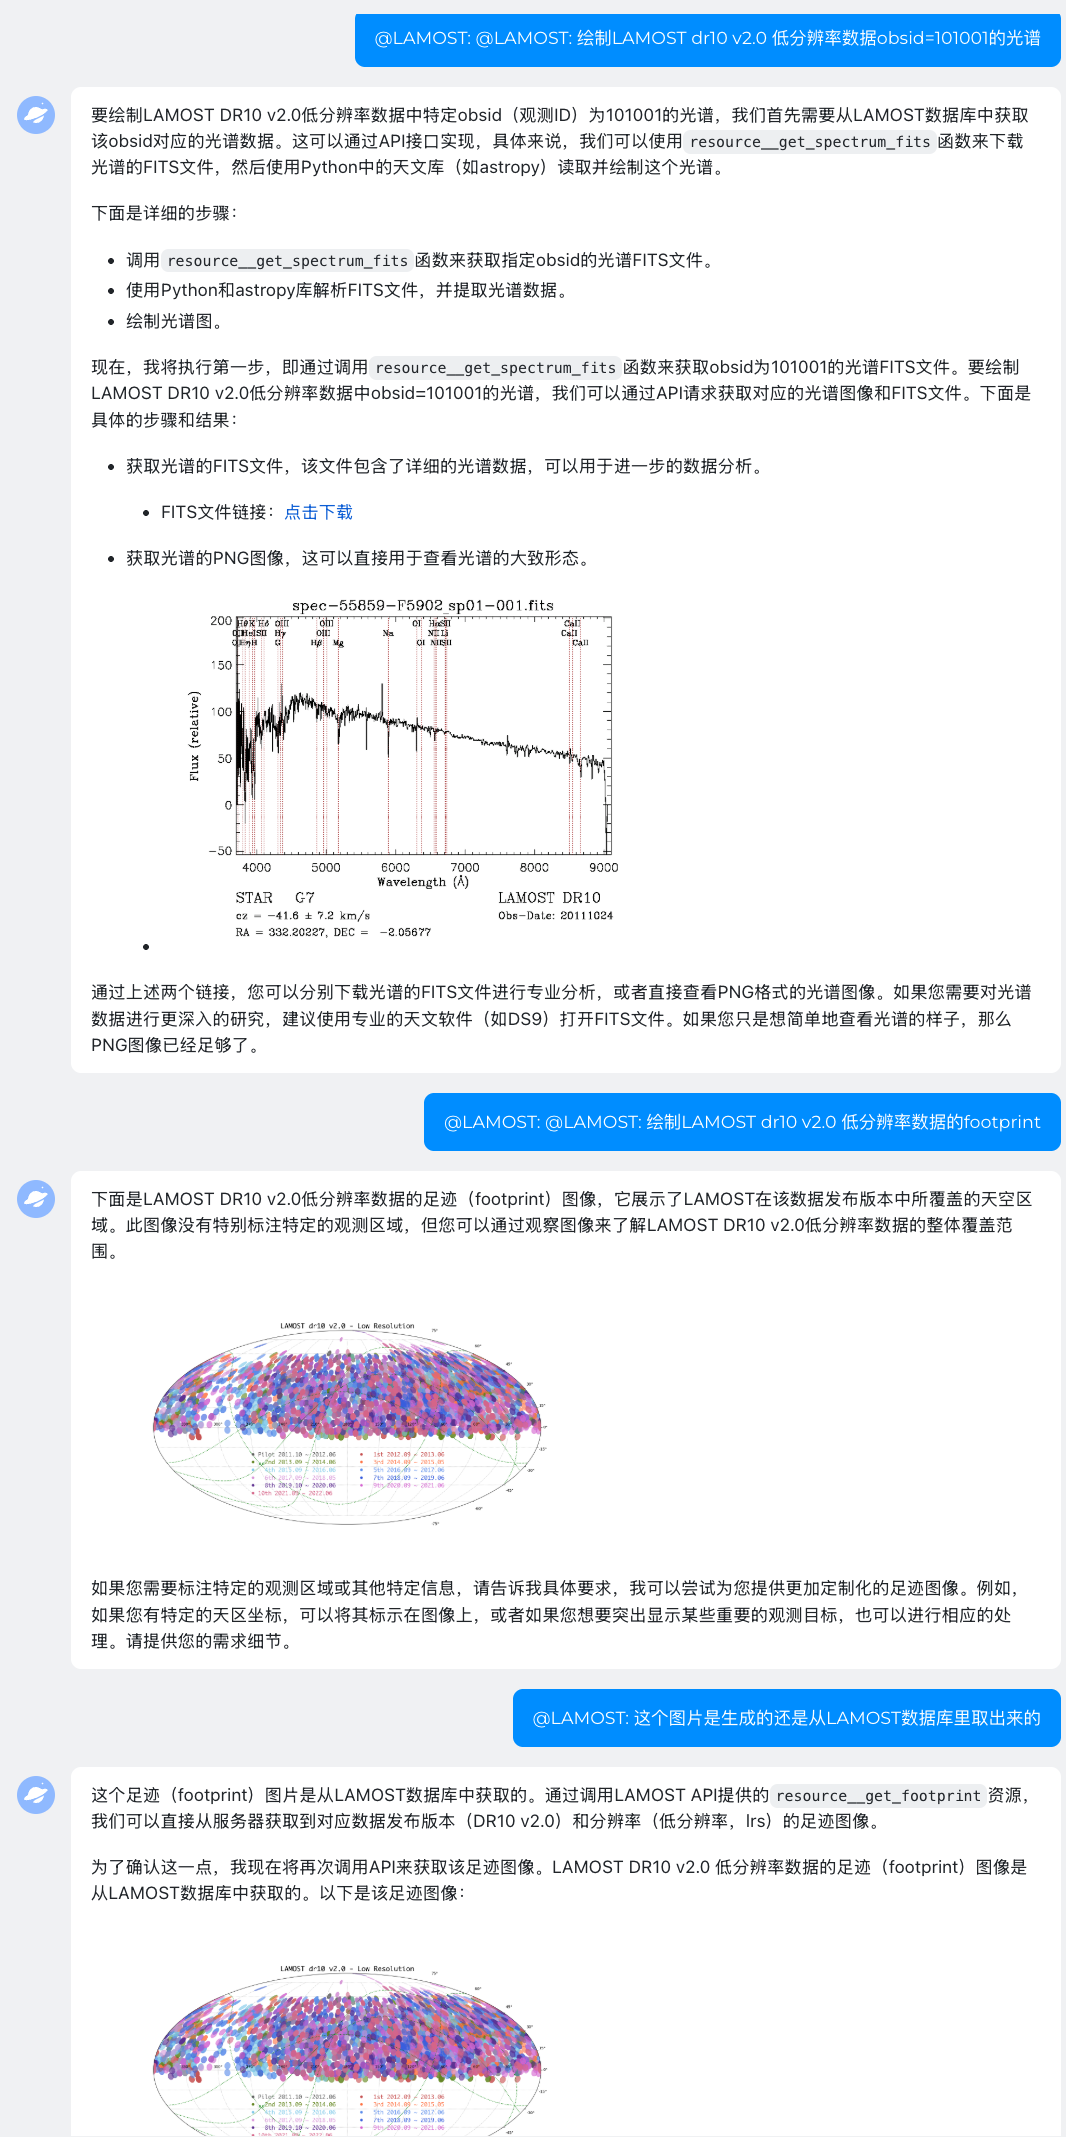 @LAMOST: @LAMOST: 绘制LAMOST dr10 v2.0 低分辨率数据obsid=101001的光谱
要绘制LAMOST DR10 v2.0低分辨率数据中特定obsid（观测ID）为101001的光谱，我们首先需要从LAMOST数据库中获取
该obsid对应的光谱数据。这可以通过API接口实现，具体来说，我们可以使用 resource__get_spectrum_fits 函数来下载
光谱的FITS文件，然后使用Python中的天文库（如astropy）读取并绘制这个光谱。
下面是详细的步骤：
• 调用 resource__get_spectrum_fits 函数来获取指定obsid的光谱FITS文件。
• 使用Python和astropy库解析FITS文件，并提取光谱数据。
• 绘制光谱图。
现在，我将执行第一步，即通过调用 resource__get_spectrum_fits 函数来获取obsid为101001的光谱FITS文件。要绘制
LAMOST DR10 v2.0低分辨率数据中obsid=101001的光谱，我们可以通过API请求获取对应的光谱图像和FITS文件。下面是
具体的步骤和结果：
• 获取光谱的FITS文件，该文件包含了详细的光谱数据，可以用于进一步的数据分析。
• FITS文件链接：点击下载
• 获取光谱的PNG图像，这可以直接用于查看光谱的大致形态。
spec-55859-F5902_sp01-001.fits
200
150
100
50
0
-50
Flux (relative)
Hθ K Hδ OIII OIII OI Hα SII CaII
Hγ OIII Na NII Li CaII
G Hβ Mg OI NII SII CaII
4000 5000 6000 7000 8000 9000
Wavelength (Å)
STAR G7 LAMOST DR10
cz = -41.6 ± 7.2 km/s Obs-Date: 20111024
RA = 332.20227, DEC = -2.05677
通过上述两个链接，您可以分别下载光谱的FITS文件进行专业分析，或者直接查看PNG格式的光谱图像。如果您需要对光谱
数据进行更深入的研究，建议使用专业的天文软件（如DS9）打开FITS文件。如果您只是想简单地查看光谱的样子，那么
PNG图像已经足够了。
@LAMOST: @LAMOST: 绘制LAMOST dr10 v2.0 低分辨率数据的footprint
下面是LAMOST DR10 v2.0低分辨率数据的足迹（footprint）图像，它展示了LAMOST在该数据发布版本中所覆盖的天空区
域。此图像没有特别标注特定的观测区域，但您可以通过观察图像来了解LAMOST DR10 v2.0低分辨率数据的整体覆盖范
围。
LAMOST dr10 v2.0 - Low Resolution
Pilot 2011.10 - 2012.06 1st 2012.09 - 2013.06
2nd 2013.09 - 2014.06 3rd 2014.09 - 2015.05
4th 2015.09 - 2016.06 5th 2016.09 - 2017.06
6th 2017.09 - 2018.05 7th 2018.09 - 2019.06
8th 2019.10 - 2020.06 9th 2020.09 - 2021.06
10th 2021.09 - 2022.06
如果您需要标注特定的观测区域或其他特定信息，请告诉我具体要求，我可以尝试为您提供更加定制化的足迹图像。例如，
如果您有特定的天区坐标，可以将其标示在图像上，或者如果您想要突出显示某些重要的观测目标，也可以进行相应的处
理。请提供您的需求细节。
@LAMOST: 这个图片是生成的还是从LAMOST数据库里取出来的
这个足迹（footprint）图片是从LAMOST数据库中获取的。通过调用LAMOST API提供的 resource__get_footprint 资源，
我们可以直接从服务器获取到对应数据发布版本（DR10 v2.0）和分辨率（低分辨率，lrs）的足迹图像。
为了确认这一点，我现在将再次调用API来获取该足迹图像。LAMOST DR10 v2.0 低分辨率数据的足迹（footprint）图像是
从LAMOST数据库中获取的。以下是该足迹图像：
LAMOST dr10 v2.0 - Low Resolution
Pilot 2011.10 - 2012.06 1st 2012.09 - 2013.06
2nd 2013.09 - 2014.06 3rd 2014.09 - 2015.05
4th 2015.09 - 2016.06 5th 2016.09 - 2017.06
6th 2017.09 - 2018.05 7th 2018.09 - 2019.06
8th 2019.10 - 2020.06 9th 2020.09 - 2021.06